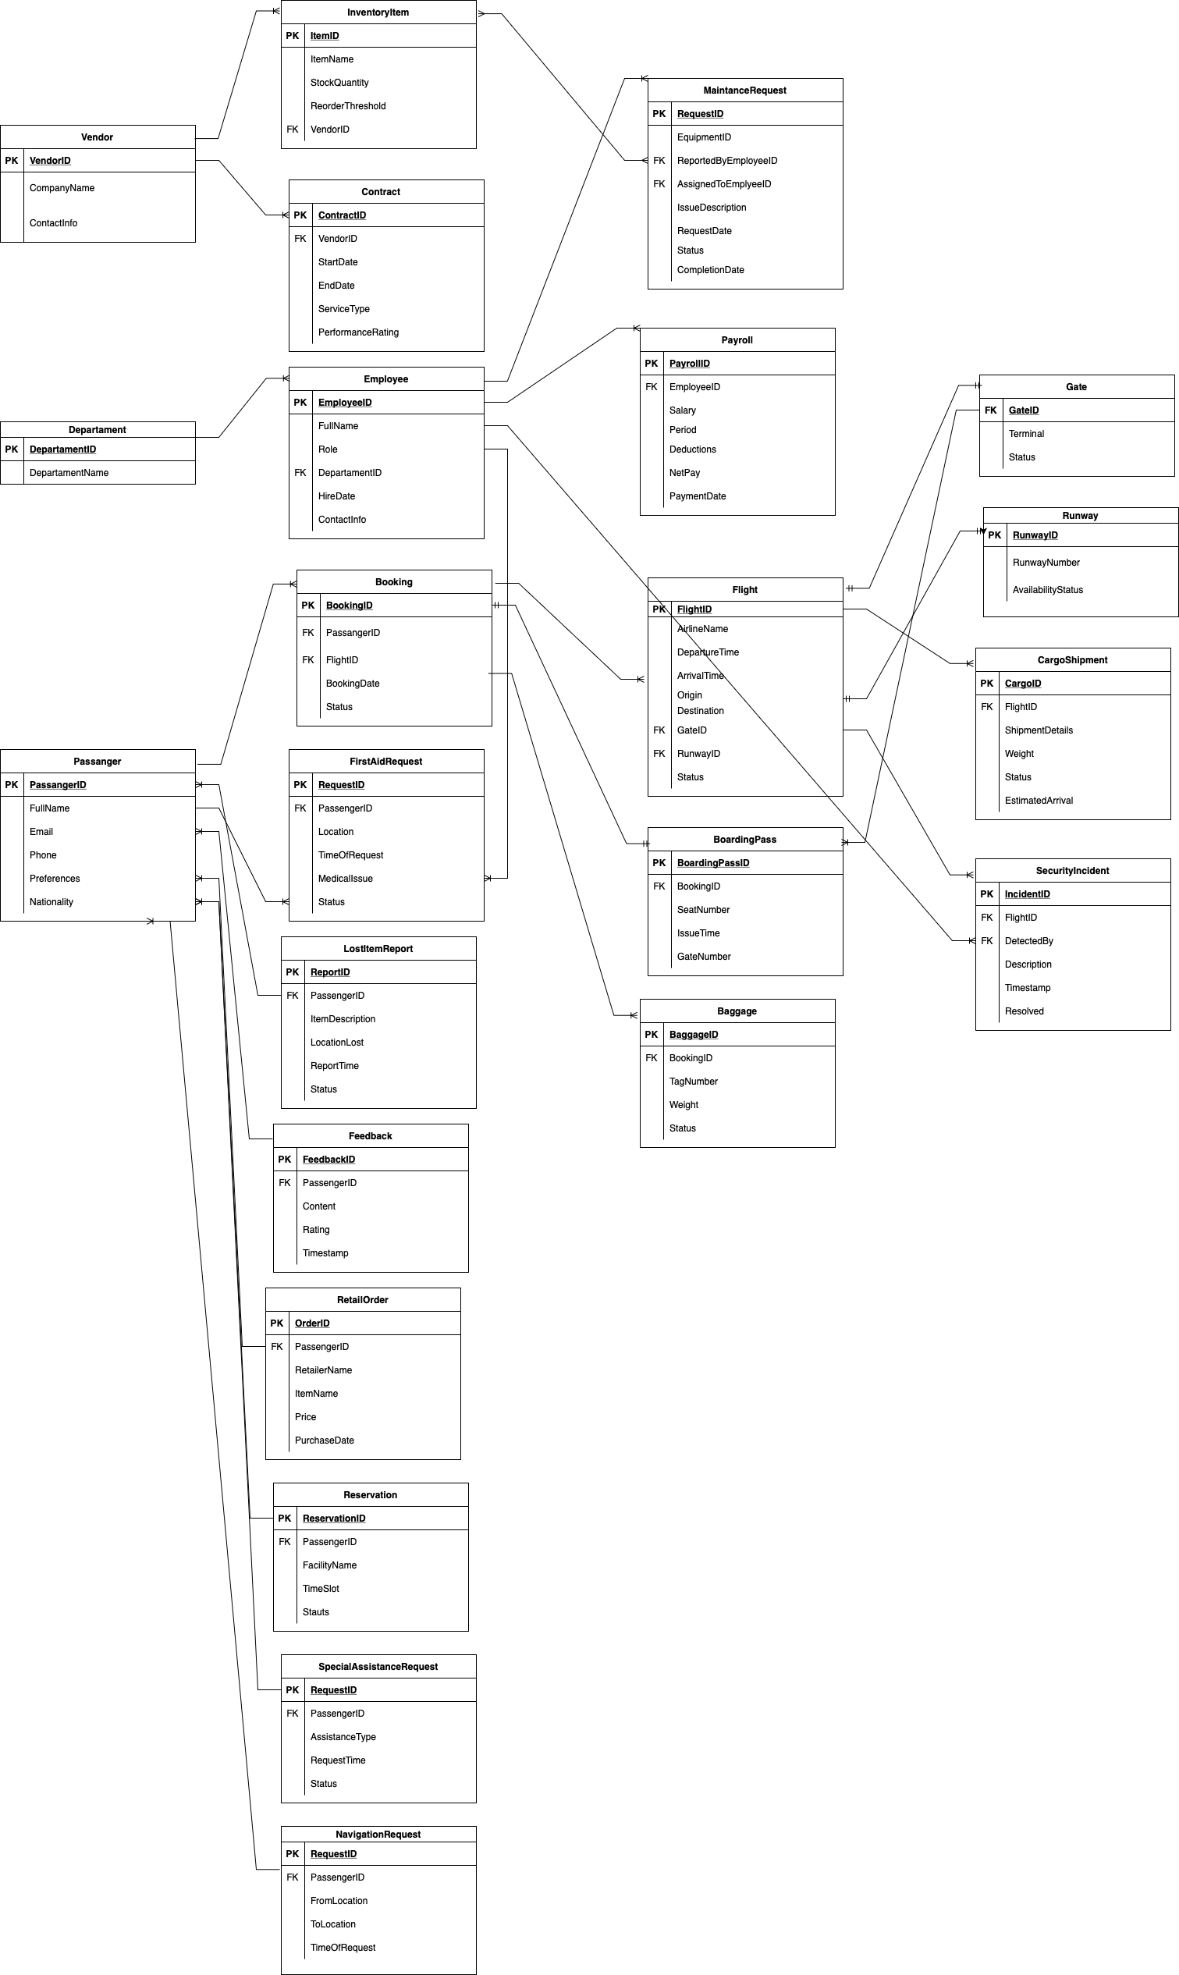 InventoryItem
PK ItemID
ItemName
StockQuantity
ReorderThreshold
FK VendorID
Vendor
PK VendorID
CompanyName
ContactInfo
Contract
PK ContractID
FK VendorID
StartDate
EndDate
ServiceType
PerformanceRating
MaintanceRequest
PK RequestID
EquipmentID
FK ReportedByEmployeeID
FK AssignedToEmplyeeID
IssueDescription
RequestDate
Status
CompletionDate
Employee
PK EmployeeID
FullName
Role
FK DepartamentID
HireDate
ContactInfo
Departament
PK DepartamentID
DepartamentName
Payroll
PK PayrollID
FK EmployeeID
Salary
Period
Deductions
NetPay
PaymentDate
Gate
FK GateID
Terminal
Status
Runway
PK RunwayID
RunwayNumber
AvailabilityStatus
Booking
PK BookingID
FK PassangerID
FK FlightID
BookingDate
Status
Flight
PK FlightID
AirlineName
DepartureTime
ArrivalTime
Origin
Destination
FK GateID
FK RunwayID
Status
CargoShipment
PK CargoID
FK FlightID
ShipmentDetails
Weight
Status
EstimatedArrival
Passanger
PK PassangerID
FullName
Email
Phone
Preferences
Nationality
FirstAidRequest
PK RequestID
FK PassengerID
Location
TimeOfRequest
MedicalIssue
Status
BoardingPass
PK BoardingPassID
FK BookingID
SeatNumber
IssueTime
GateNumber
SecurityIncident
PK IncidentID
FK FlightID
FK DetectedBy
Description
Timestamp
Resolved
LostItemReport
PK ReportID
FK PassengerID
ItemDescription
LocationLost
ReportTime
Status
Baggage
PK BaggageID
FK BookingID
TagNumber
Weight
Status
Feedback
PK FeedbackID
FK PassengerID
Content
Rating
Timestamp
RetailOrder
PK OrderID
FK PassengerID
RetailerName
ItemName
Price
PurchaseDate
Reservation
PK ReservationID
FK PassengerID
FacilityName
TimeSlot
Stauts
SpecialAssistanceRequest
PK RequestID
FK PassengerID
AssistanceType
RequestTime
Status
NavigationRequest
PK RequestID
FK PassengerID
FromLocation
ToLocation
TimeOfRequest